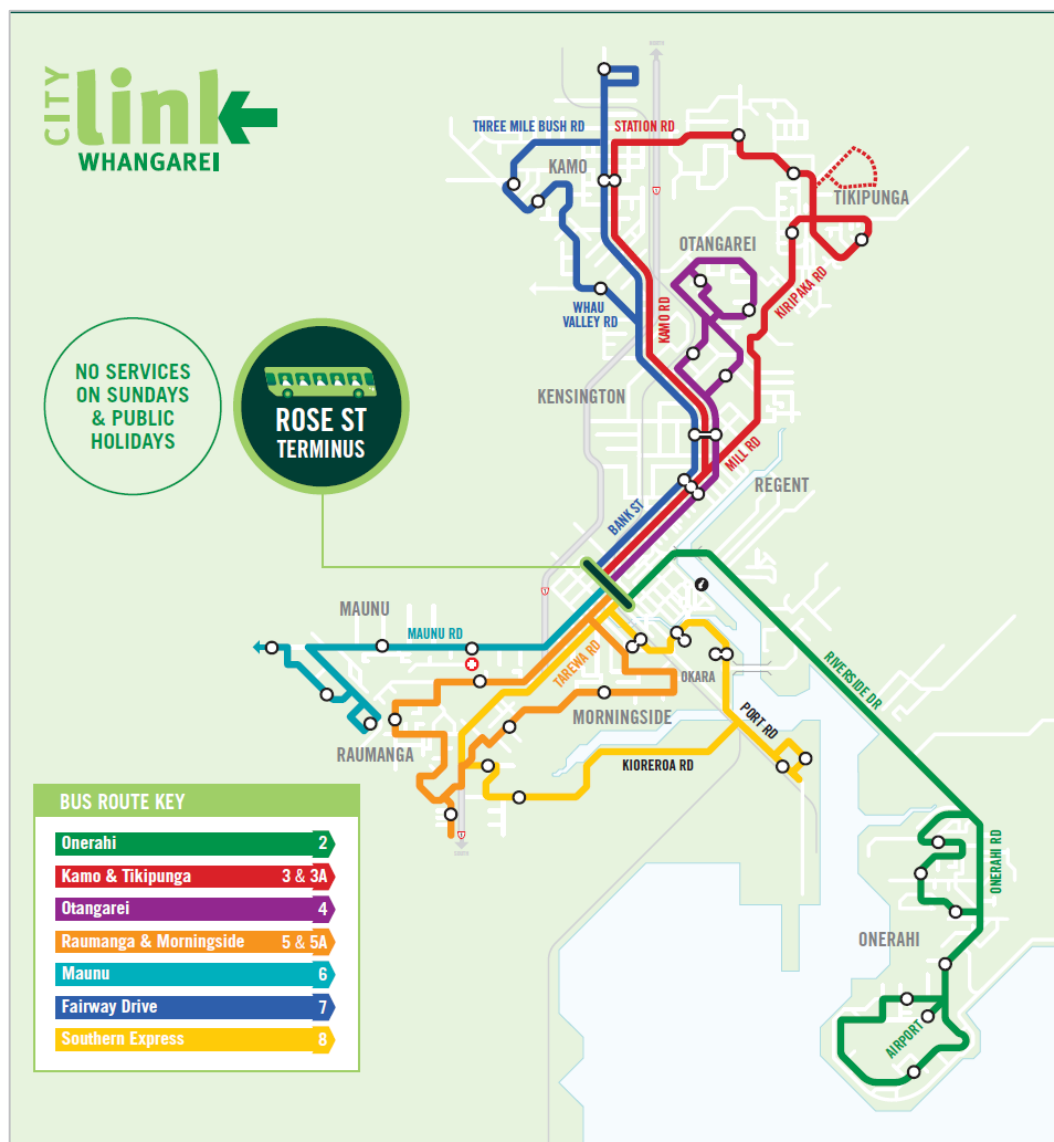 CITY
link
WHANGAREI
NO SERVICES
ON SUNDAYS
& PUBLIC
HOLIDAYS
ROSE ST
TERMINUS
THREE MILE BUSH RD
STATION RD
KAMO
TIKIPUNGA
OTANGAREI
WHAU
VALLEY RD
KAMO RD
KIRIPAKA RD
KENSINGTON
MILL RD
REGENT
BANK ST
MAUNU
MAUNU RD
TAREWA RD
OKARA
RIVERSIDE DR
MORNINGSIDE
PORT RD
RAUMANGA
KIOREROA RD
ONERAHI RD
ONERAHI
AIRPORT
BUS ROUTE KEY
Onerahi 2
Kamo & Tikipunga 3 & 3A
Otangarei 4
Raumanga & Morningside 5 & 5A
Maunu 6
Fairway Drive 7
Southern Express 8